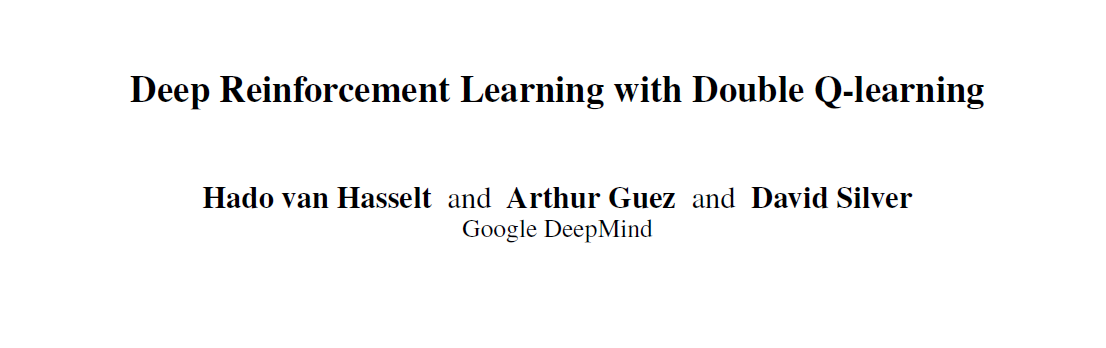 Deep Reinforcement Learning with Double Q-learning
Hado van Hasselt and Arthur Guez and David Silver
Google DeepMind